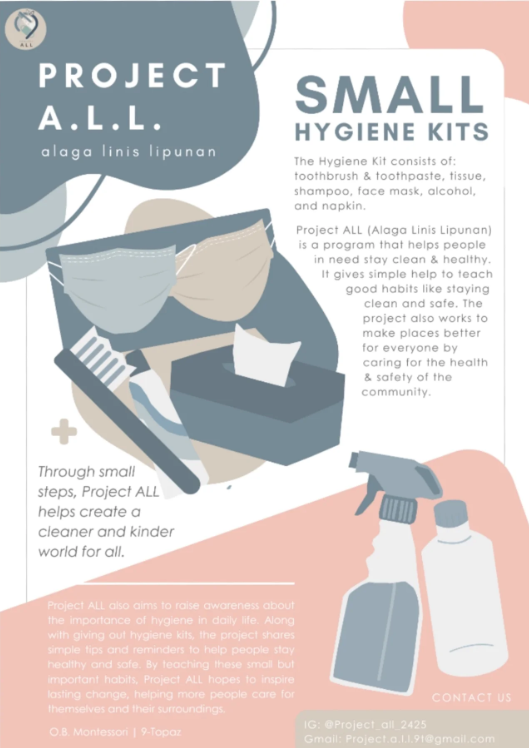 ALL
PROJECT
A.L.L.
alaga linis lipunan
SMALL
HYGIENE KITS
The Hygiene Kit consists of:
toothbrush & toothpaste, tissue,
shampoo, face mask, alcohol,
and napkin.
Project ALL (Alaga Linis Lipunan)
is a program that helps people
in need stay clean & healthy.
It gives simple help to teach
good habits like staying
clean and safe. The
project also works to
make places better
for everyone by
caring for the health
& safety of the
community.
Through small
steps, Project ALL
helps create a
cleaner and kinder
world for all.
Project ALL also aims to raise awareness about
the importance of hygiene in daily life. Along
with giving out hygiene kits, the project shares
simple tips and reminders to help people stay
healthy and safe. By teaching these small but
important habits, Project ALL hopes to inspire
lasting change, helping more people care for
themselves and their surroundings.
O.B. Montessori | 9-Topaz
CONTACT US
IG: @Project_all_2425
Gmail: Project.a.l.l.9t@gmail.com